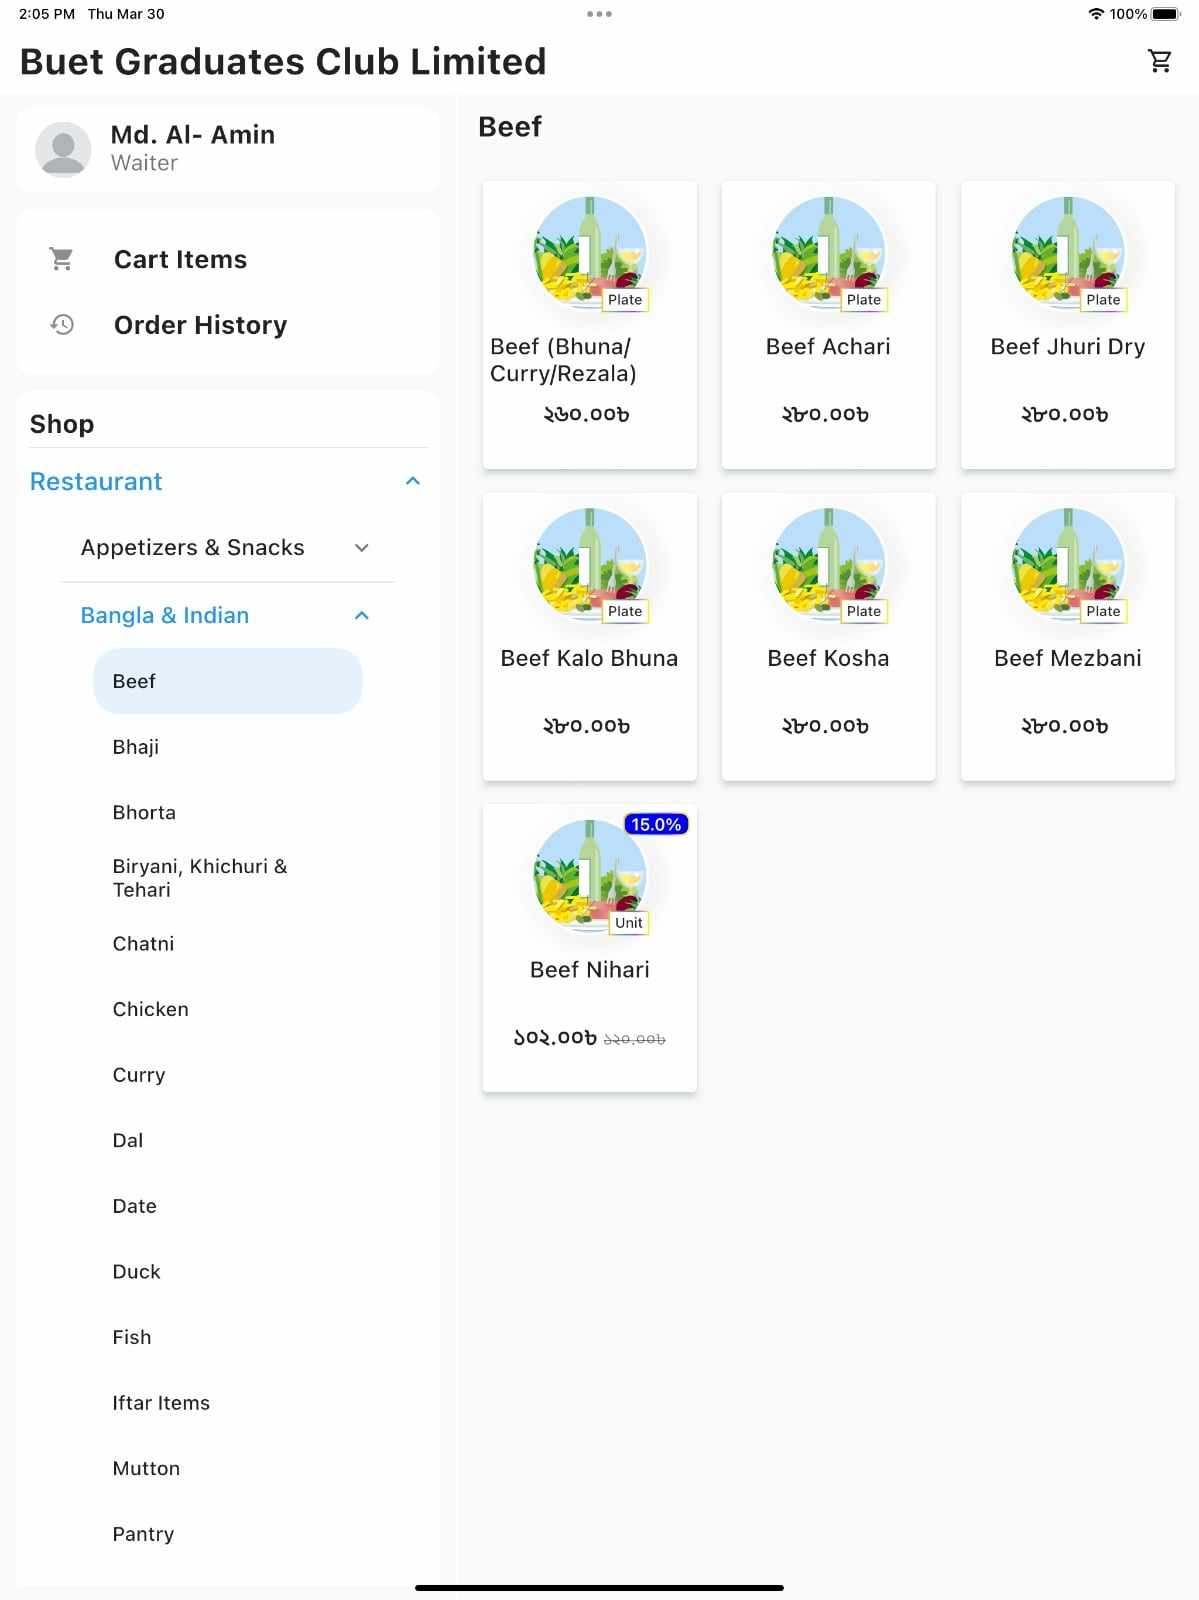 2:05 PM Thu Mar 30
100%
Buet Graduates Club Limited
Md. Al- Amin
Waiter
Cart Items
Order History
Shop
Restaurant
Appetizers & Snacks
Bangla & Indian
Beef
Bhaji
Bhorta
Biryani, Khichuri &
Tehari
Chatni
Chicken
Curry
Dal
Date
Duck
Fish
Iftar Items
Mutton
Pantry
Beef
Plate
Beef (Bhuna/
Curry/Rezala)
২৬০.০০৳
Plate
Beef Achari
২৮০.০০৳
Plate
Beef Jhuri Dry
২৮০.০০৳
Plate
Beef Kalo Bhuna
২৮০.০০৳
Plate
Beef Kosha
২৮০.০০৳
Plate
Beef Mezbani
২৮০.০০৳
15.0%
Unit
Beef Nihari
১০২.০০৳ ১২০.০০৳